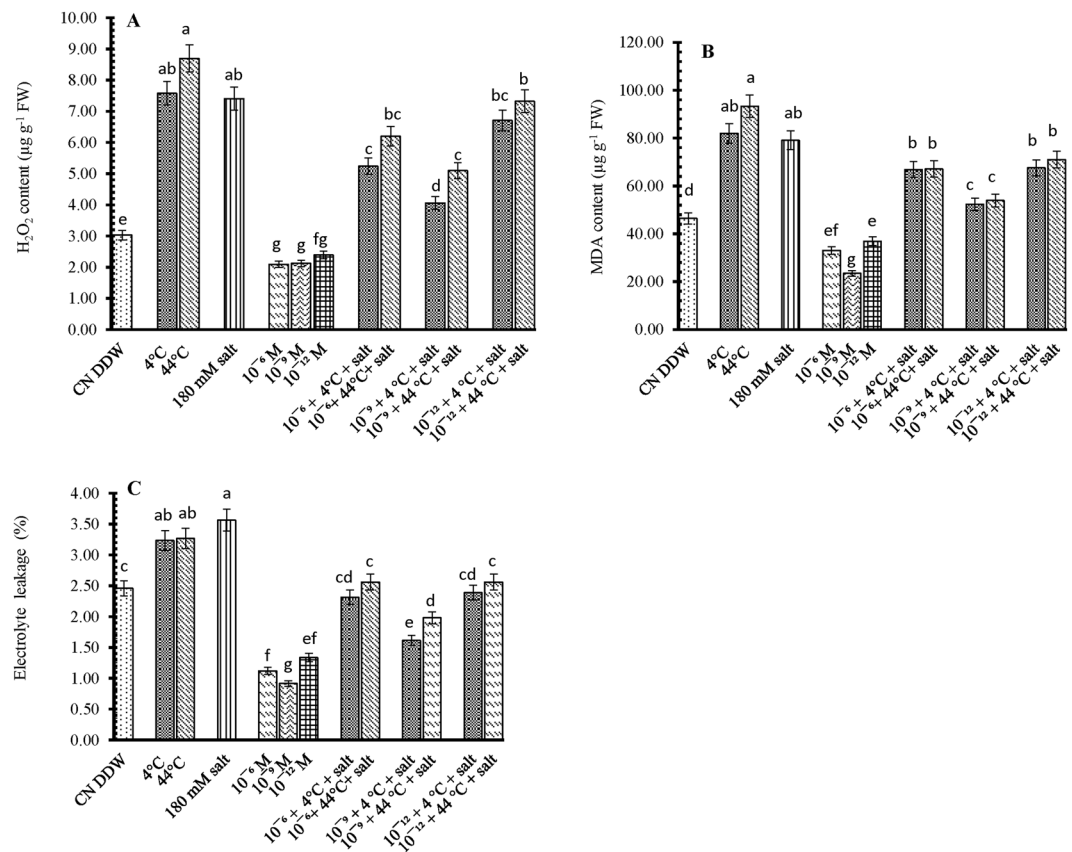 A
H₂O₂ content (µg g⁻¹ FW)
10.00
9.00
8.00
7.00
6.00
5.00
4.00
3.00
2.00
1.00
0.00
e
ab
a
ab
g
g
fg
c
bc
d
c
bc
b
CN DDW
4°C
44°C
180 mM salt
10⁻⁶ M
10⁻⁹ M
10⁻¹² M
10⁻⁶ + 4°C + salt
10⁻⁶+ 44°C+ salt
10⁻⁹ + 4 °C + salt
10⁻⁹ + 44 °C + salt
10⁻¹² + 4 °C + salt
10⁻¹² + 44 °C + salt
B
MDA content (µg g⁻¹ FW)
120.00
100.00
80.00
60.00
40.00
20.00
0.00
d
ab
a
ab
ef
g
e
b
b
c
c
b
b
CN DDW
4°C
44°C
180 mM salt
10⁻⁶ M
10⁻⁹ M
10⁻¹² M
10⁻⁶ + 4°C + salt
10⁻⁶+ 44°C+ salt
10⁻⁹ + 4 °C + salt
10⁻⁹ + 44 °C + salt
10⁻¹² + 4 °C + salt
10⁻¹² + 44 °C + salt
C
Electrolyte leakage (%)
4.00
3.50
3.00
2.50
2.00
1.50
1.00
0.50
0.00
c
ab
ab
a
f
g
ef
cd
c
e
d
cd
c
CN DDW
4°C
44°C
180 mM salt
10⁻⁶ M
10⁻⁹ M
10⁻¹² M
10⁻⁶ + 4°C + salt
10⁻⁶+ 44°C+ salt
10⁻⁹ + 4 °C + salt
10⁻⁹ + 44 °C + salt
10⁻¹² + 4 °C + salt
10⁻¹² + 44 °C + salt